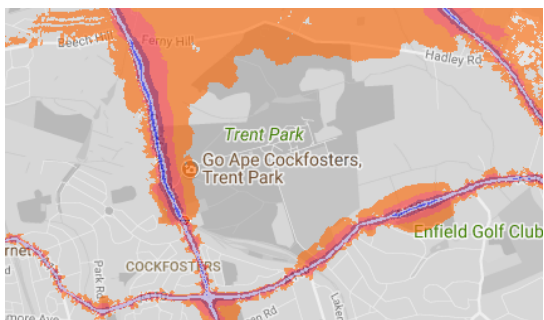 Beech Hill
Ferny Hill
Hadley Rd
Trent Park
Go Ape Cockfosters,
Trent Park
Enfield Golf Club
COCKFOSTERS
Park Rd